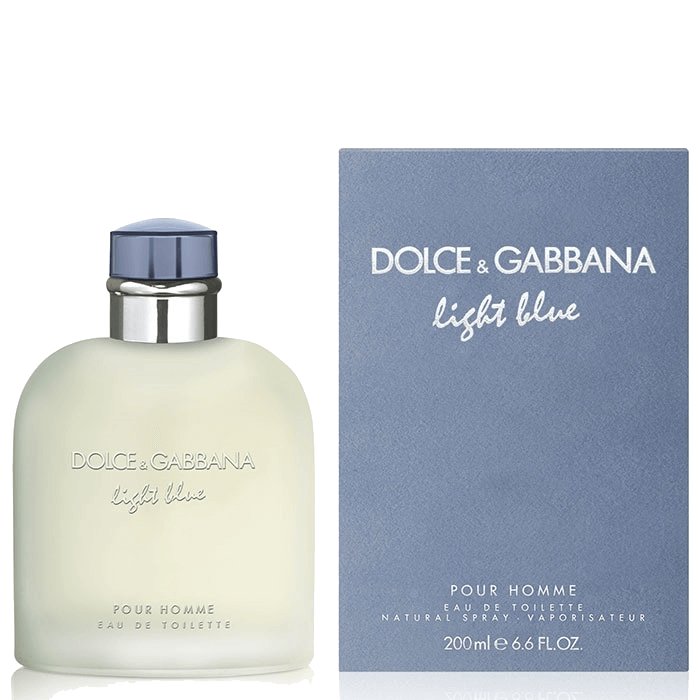 DOLCE & GABBANA
light blue
POUR HOMME
EAU DE TOILETTE
DOLCE & GABBANA
light blue
POUR HOMME
EAU DE TOILETTE
NATURAL SPRAY · VAPORISATEUR
200ml ℮ 6.6 FL.OZ.